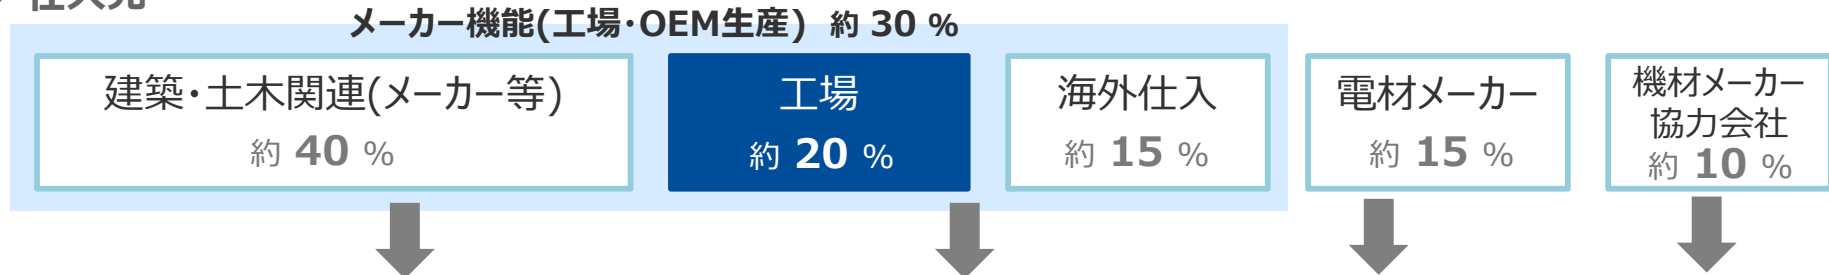 仕入先
メーカー機能(工場・OEM生産) 約 30 %
建築・土木関連(メーカー等)
約 40 %
工場
約 20 %
海外仕入
約 15 %
電材メーカー
約 15 %
機材メーカー
協力会社
約 10 %